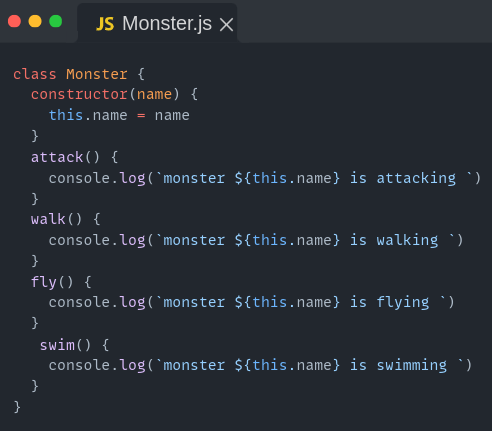 JS Monster.js ×
class Monster {
  constructor(name) {
    this.name = name
  }
  attack() {
    console.log(`monster ${this.name} is attacking `)
  }
  walk() {
    console.log(`monster ${this.name} is walking `)
  }
  fly() {
    console.log(`monster ${this.name} is flying `)
  }
   swim() {
    console.log(`monster ${this.name} is swimming `)
  }
}